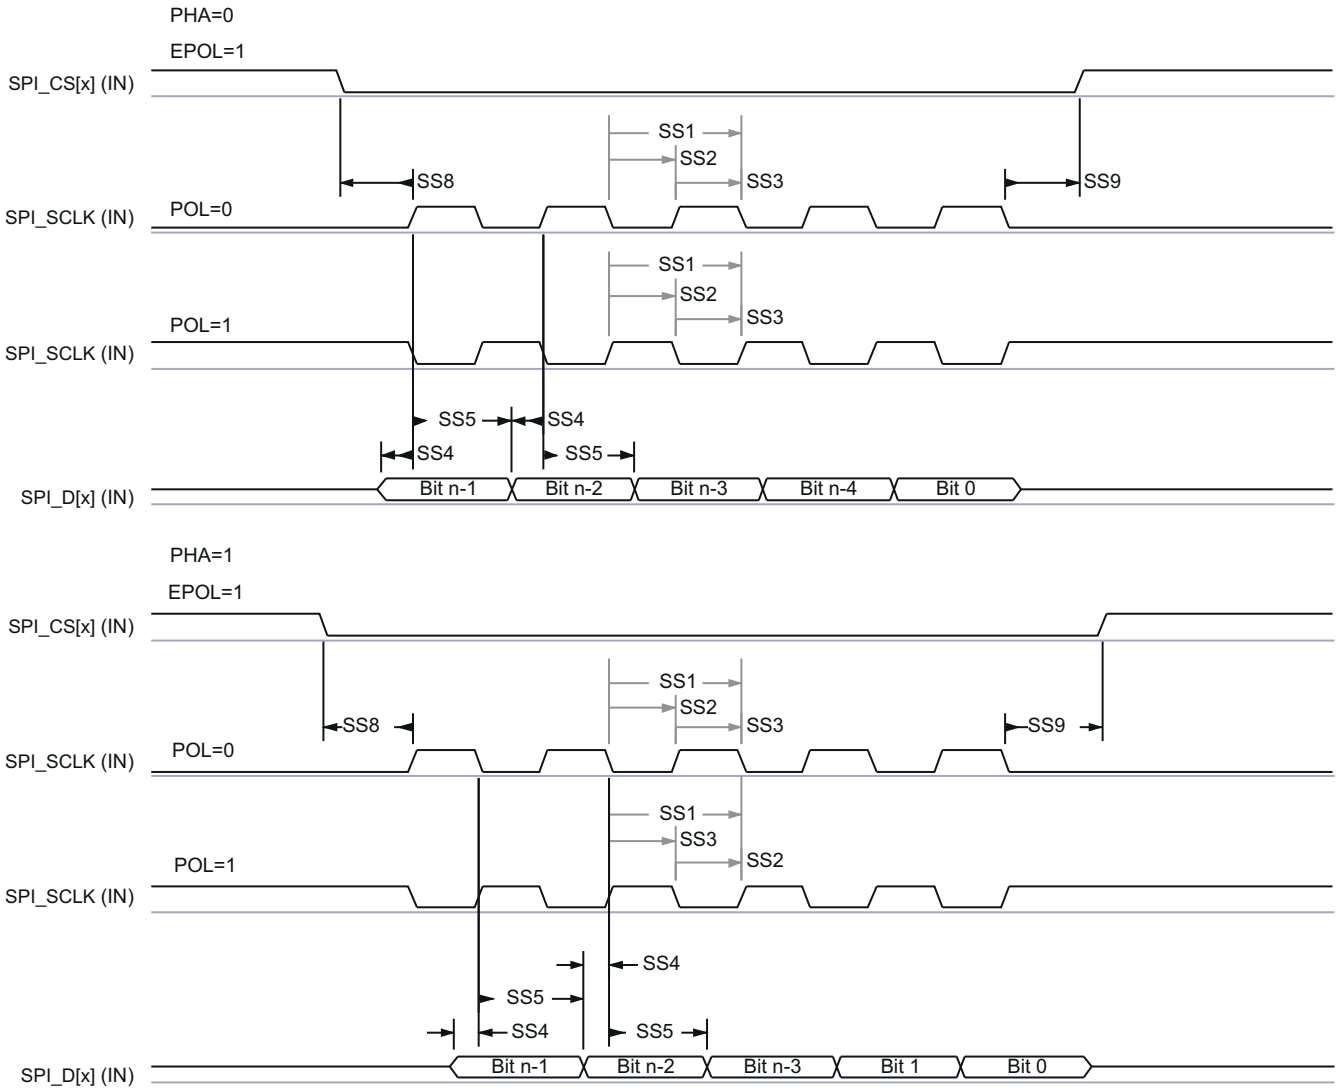 PHA=0
EPOL=1
SPI_CS[x] (IN)
SS1
SS2
SS8
SS3
SS9
POL=0
SPI_SCLK (IN)
SS1
SS2
SS3
POL=1
SPI_SCLK (IN)
SS5
SS4
SS4
SS5
SPI_D[x] (IN)
Bit n-1
Bit n-2
Bit n-3
Bit n-4
Bit 0
PHA=1
EPOL=1
SPI_CS[x] (IN)
SS1
SS2
SS8
SS3
SS9
POL=0
SPI_SCLK (IN)
SS1
SS3
SS2
POL=1
SPI_SCLK (IN)
SS4
SS5
SS4
SS5
SPI_D[x] (IN)
Bit n-1
Bit n-2
Bit n-3
Bit 1
Bit 0